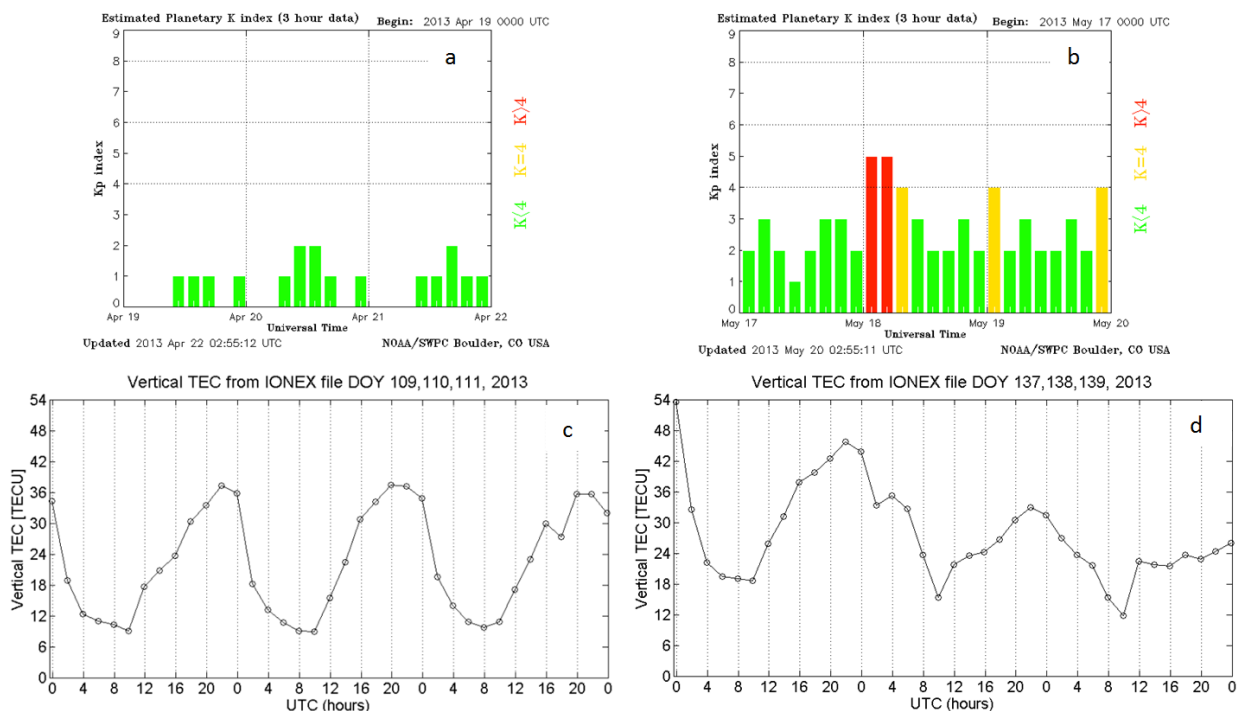 Estimated Planetary K index (3 hour data) Begin: 2013 Apr 19 0000 UTC
a
9
8
7
6
5
4
3
2
1
0
Kp index
K>4
K=4
K<4
Apr 19 Apr 20 Apr 21 Apr 22
Universal Time
Updated 2013 Apr 22 02:55:12 UTC NOAA/SWPC Boulder, CO USA
Estimated Planetary K index (3 hour data) Begin: 2013 May 17 0000 UTC
b
9
8
7
6
5
4
3
2
1
0
Kp index
K>4
K=4
K<4
May 17 May 18 May 19 May 20
Universal Time
Updated 2013 May 20 02:55:11 UTC NOAA/SWPC Boulder, CO USA
Vertical TEC from IONEX file DOY 109,110,111, 2013
c
54
48
42
36
30
24
18
12
6
0
Vertical TEC [TECU]
0 4 8 12 16 20 0 4 8 12 16 20 0 4 8 12 16 20 0
UTC (hours)
Vertical TEC from IONEX file DOY 137,138,139, 2013
d
54
48
42
36
30
24
18
12
6
0
Vertical TEC [TECU]
0 4 8 12 16 20 0 4 8 12 16 20 0 4 8 12 16 20 0
UTC (hours)